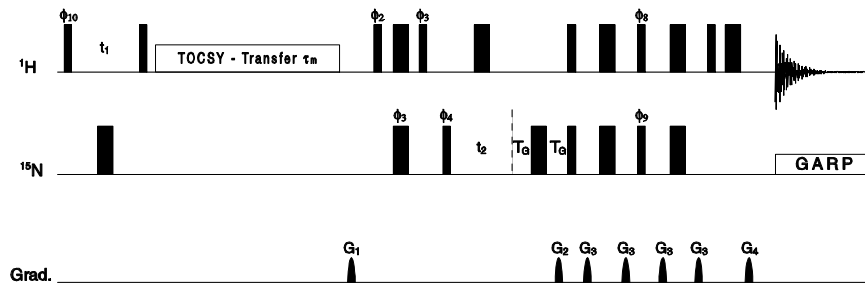 ϕ10 ϕ2 ϕ3 ϕ8
t1
TOCSY - Transfer τm
1H
ϕ3 ϕ4 ϕ9
t2 TG TG
15N
GARP
G1 G2 G3 G3 G3 G3 G4
Grad.